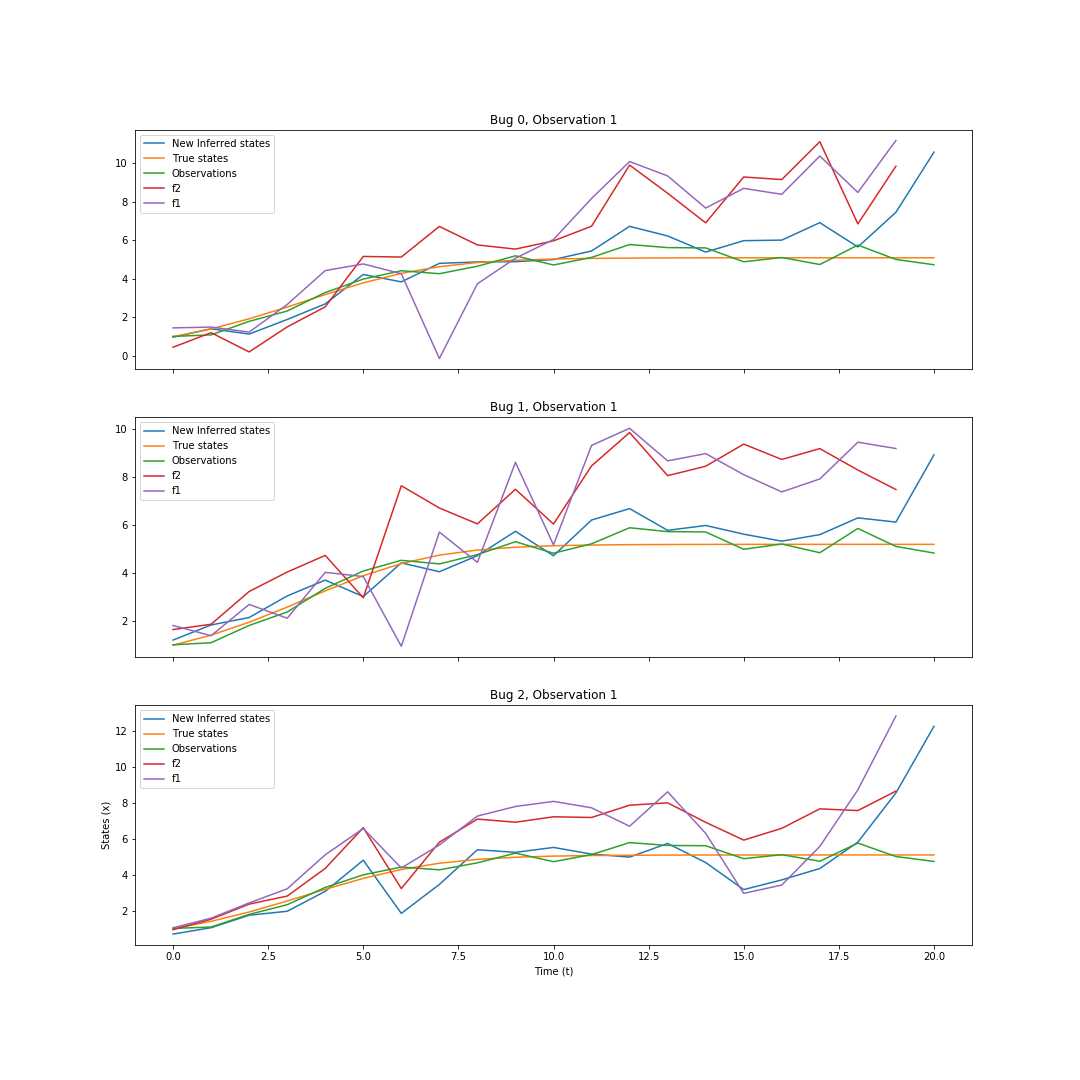 Bug 0, Observation 1
New Inferred states
True states
Observations
f2
f1
10
8
6
4
2
0
Bug 1, Observation 1
New Inferred states
True states
Observations
f2
f1
10
8
6
4
2
Bug 2, Observation 1
New Inferred states
True states
Observations
f2
f1
12
10
8
6
4
2
States (x)
0.0 2.5 5.0 7.5 10.0 12.5 15.0 17.5 20.0
Time (t)